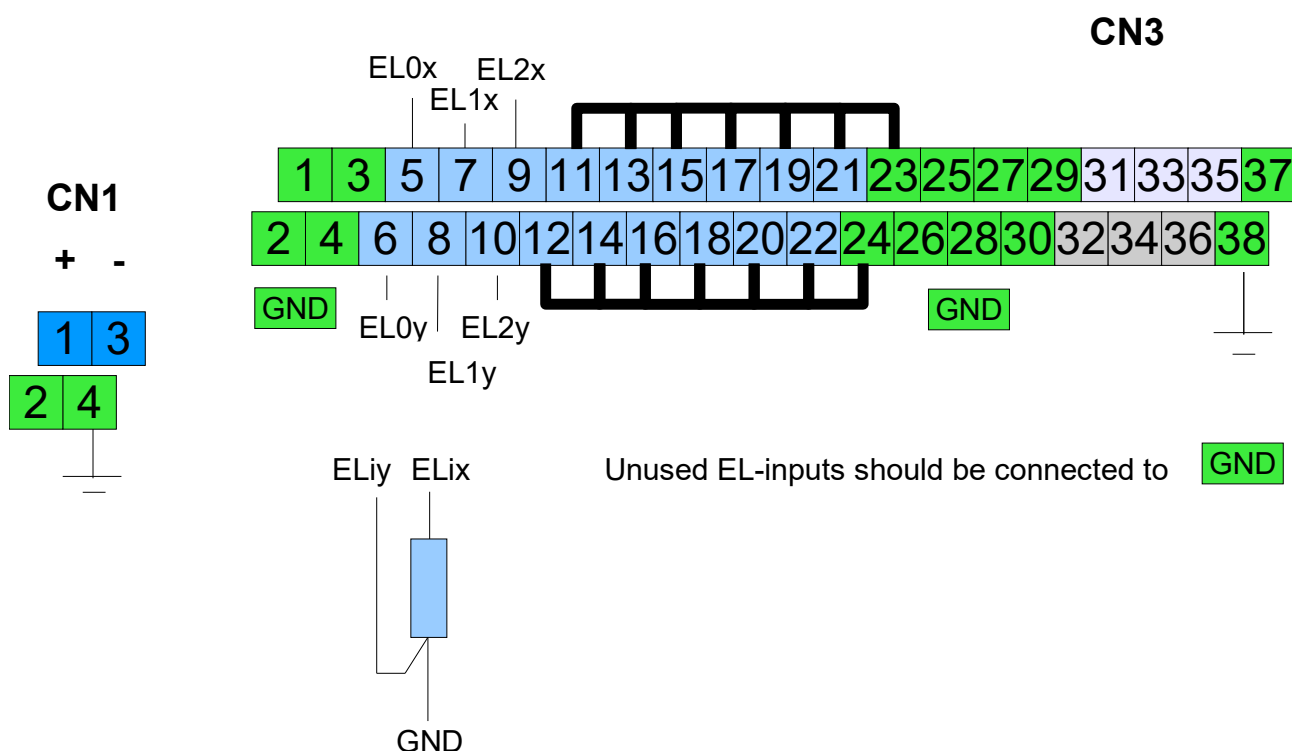 CN3
EL0x
EL2x
EL1x
1 3 5 7 9 11 13 15 17 19 21 23 25 27 29 31 33 35 37
CN1
2 4 6 8 10 12 14 16 18 20 22 24 26 28 30 32 34 36 38
+ -
GND
GND
EL0y
EL2y
1 3
EL1y
2 4
ELiy ELix
Unused EL-inputs should be connected to GND
GND